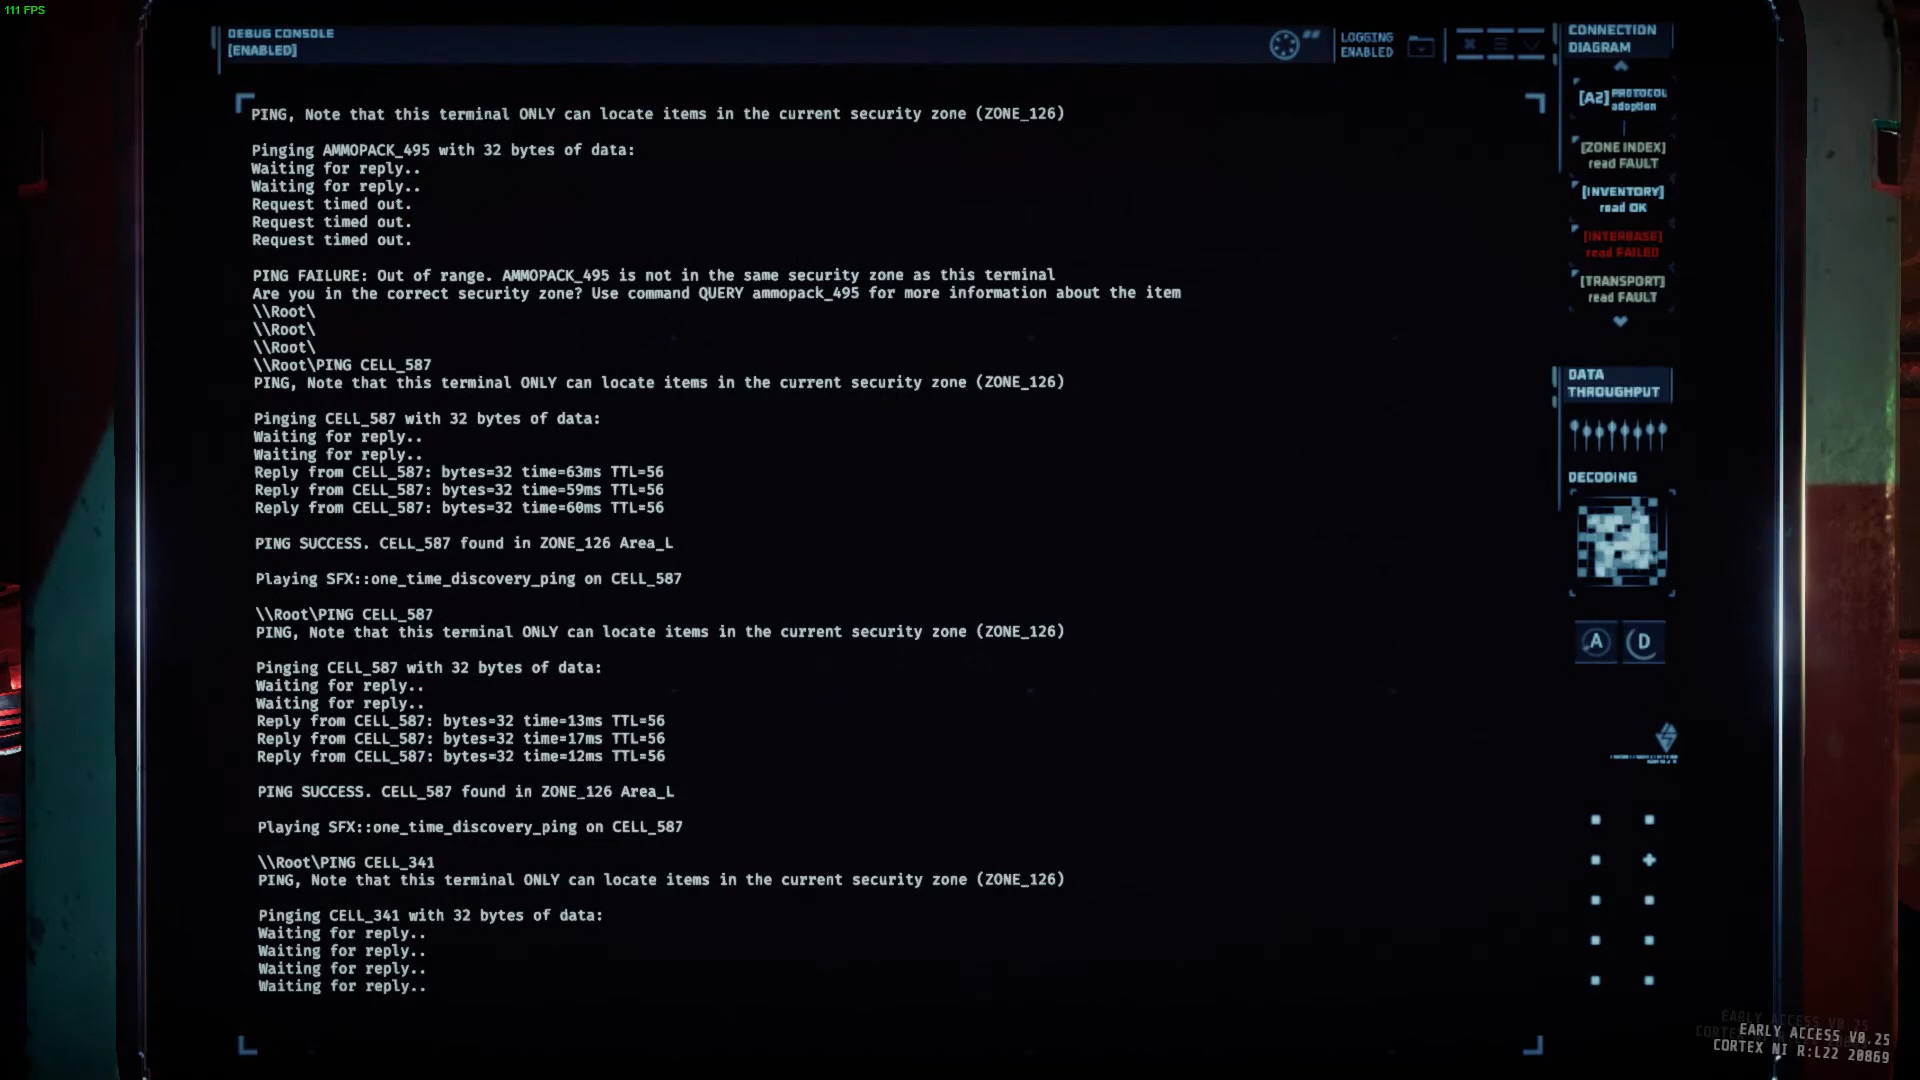 111 FPS
DEBUG CONSOLE
[ENABLED]
LOGGING
ENABLED
PING, Note that this terminal ONLY can locate items in the current security zone (ZONE_126)
Pinging AMMOPACK_495 with 32 bytes of data:
Waiting for reply..
Waiting for reply..
Request timed out.
Request timed out.
Request timed out.
PING FAILURE: Out of range. AMMOPACK_495 is not in the same security zone as this terminal
Are you in the correct security zone? Use command QUERY ammopack_495 for more information about the item
\\Root\
\\Root\
\\Root\
\\Root\PING CELL_587
PING, Note that this terminal ONLY can locate items in the current security zone (ZONE_126)
Pinging CELL_587 with 32 bytes of data:
Waiting for reply..
Waiting for reply..
Reply from CELL_587: bytes=32 time=63ms TTL=56
Reply from CELL_587: bytes=32 time=59ms TTL=56
Reply from CELL_587: bytes=32 time=60ms TTL=56
PING SUCCESS. CELL_587 found in ZONE_126 Area_L
Playing SFX::one_time_discovery_ping on CELL_587
\\Root\PING CELL_587
PING, Note that this terminal ONLY can locate items in the current security zone (ZONE_126)
Pinging CELL_587 with 32 bytes of data:
Waiting for reply..
Waiting for reply..
Reply from CELL_587: bytes=32 time=13ms TTL=56
Reply from CELL_587: bytes=32 time=17ms TTL=56
Reply from CELL_587: bytes=32 time=12ms TTL=56
PING SUCCESS. CELL_587 found in ZONE_126 Area_L
Playing SFX::one_time_discovery_ping on CELL_587
\\Root\PING CELL_341
PING, Note that this terminal ONLY can locate items in the current security zone (ZONE_126)
Pinging CELL_341 with 32 bytes of data:
Waiting for reply..
Waiting for reply..
Waiting for reply..
Waiting for reply..
CONNECTION
DIAGRAM
[A2] PROTOCOL
adoption
[ZONE INDEX]
read FAULT
[INVENTORY]
read OK
[INTERBASE]
read FAILED
[TRANSPORT]
read FAULT
DATA
THROUGHPUT
DECODING
A D
EARLY ACCESS V0.25
CORTEX NI R:L22 20869